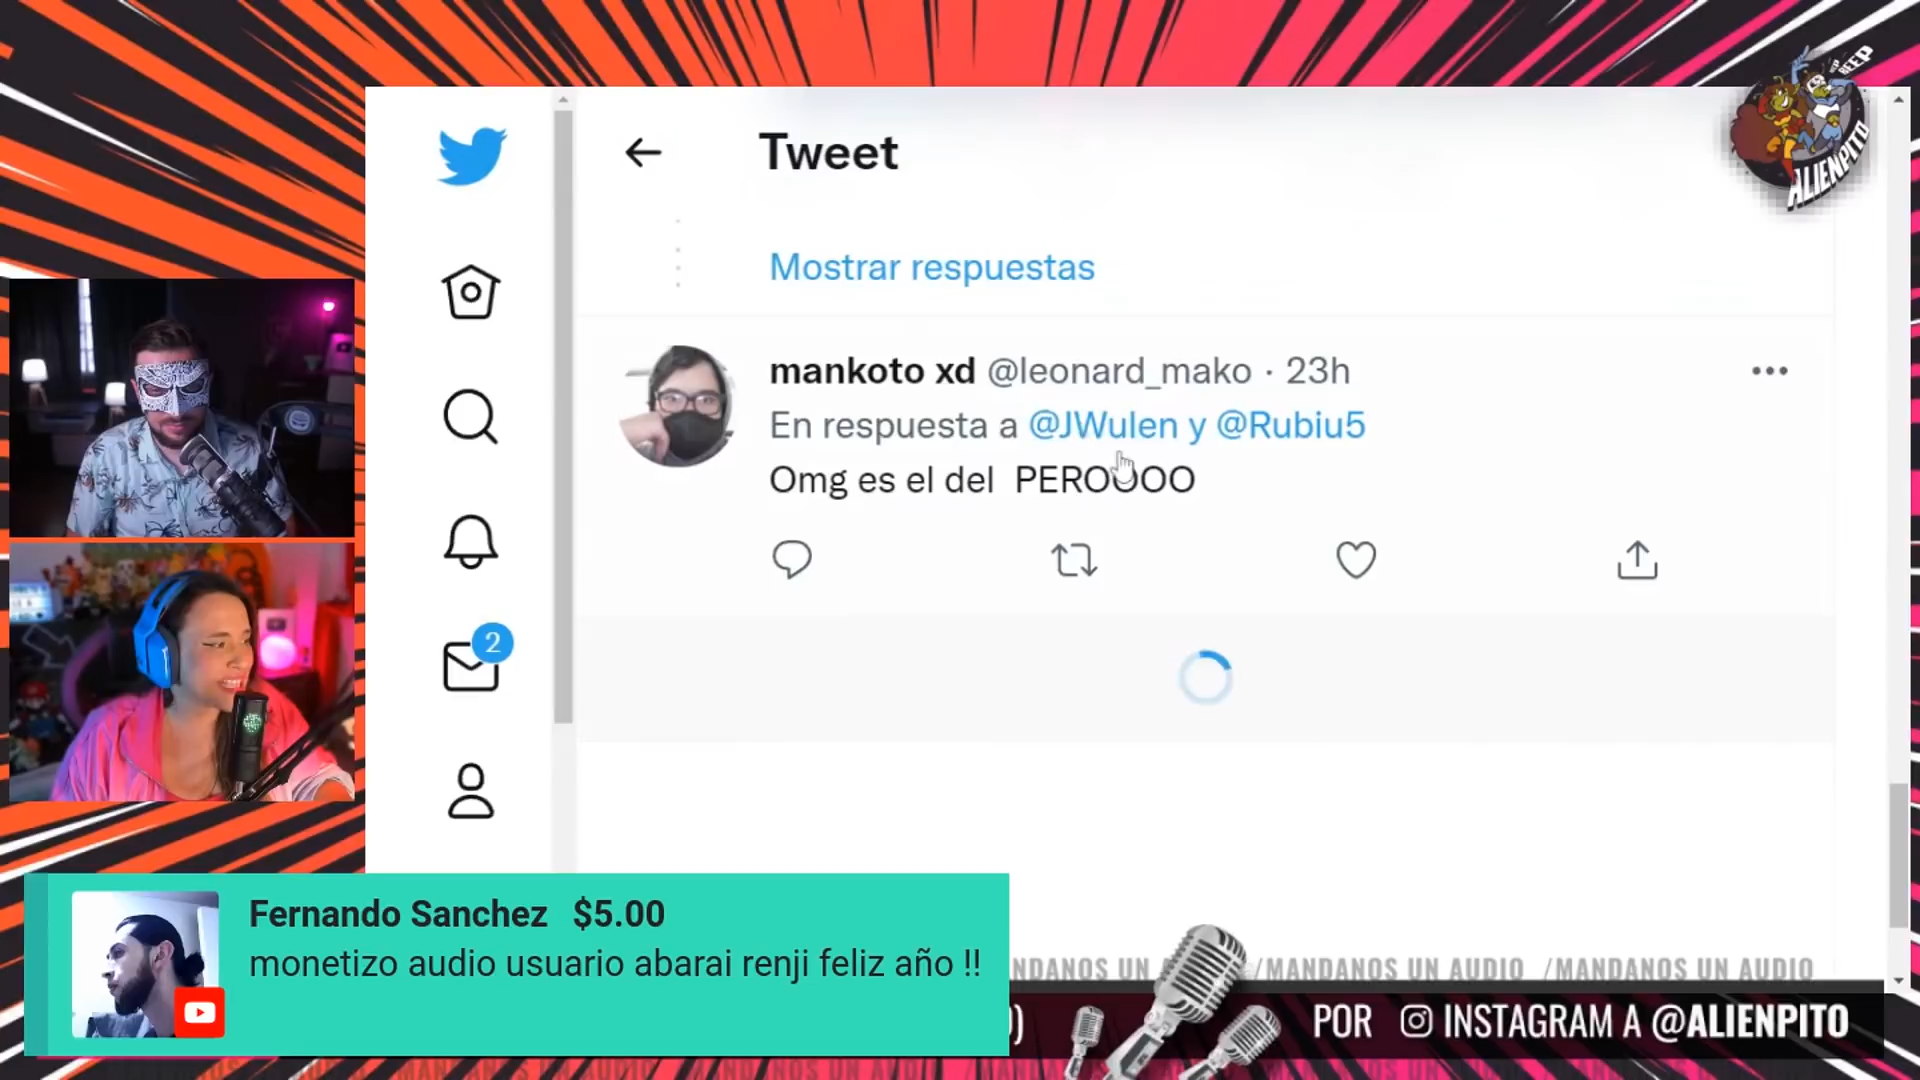 Tweet
Mostrar respuestas
mankoto xd @leonard_mako · 23h
En respuesta a @JWulen y @Rubiu5
Omg es el del PEROOOO
2
BEEP
ALIENPITO
Fernando Sanchez $5.00
monetizo audio usuario abarai renji feliz año !!
/MANDANOS UN AUDIO /MANDANOS UN AUDIO
POR INSTAGRAM A @ALIENPITO